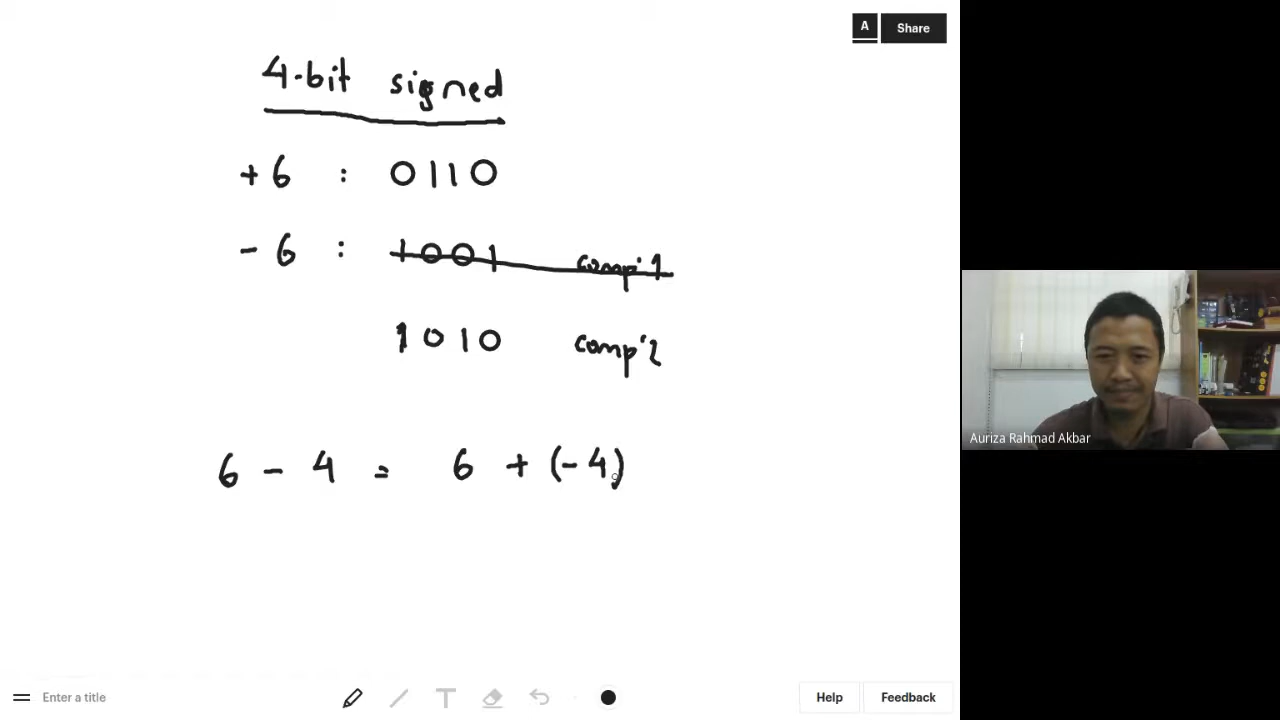 A Share
4-bit signed
+6 : 0110
-6 : 1001 comp'1
1010 comp'2
6 - 4 = 6 + (-4)
Auriza Rahmad Akbar
Enter a title
T
Help Feedback